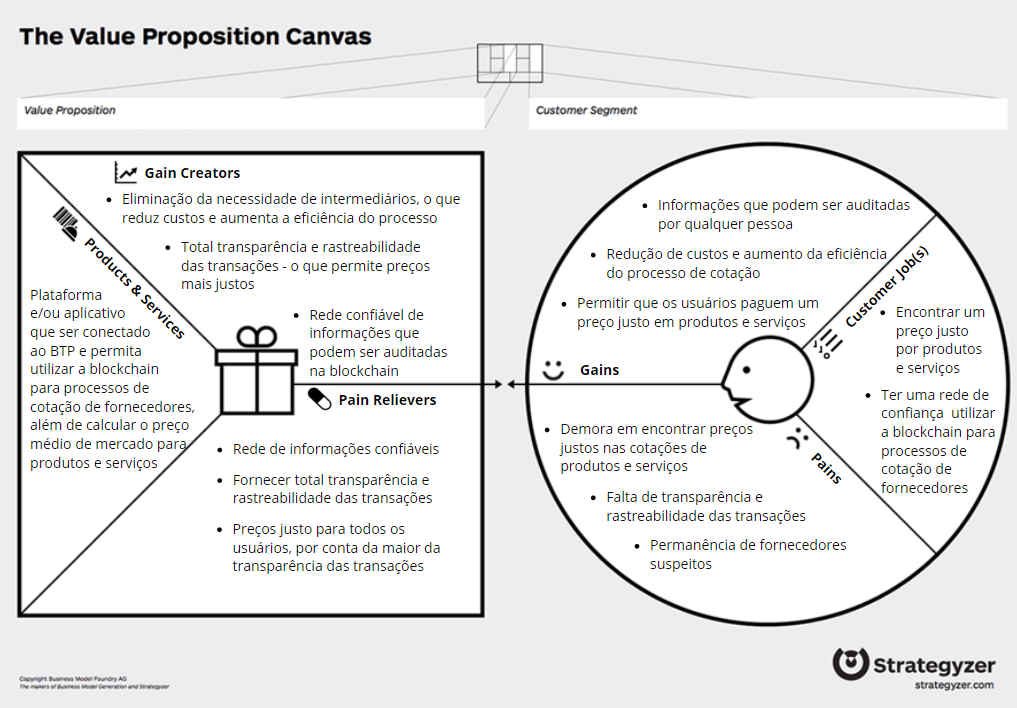 The Value Proposition Canvas
Value Proposition
Customer Segment
Gain Creators
• Eliminação da necessidade de intermediários, o que
reduz custos e aumenta a eficiência do processo
• Total transparência e rastreabilidade
das transações - o que permite preços
mais justos
• Rede confiável de
informações que
podem ser auditadas
na blockchain
Products & Services
Plataforma
e/ou aplicativo
que ser conectado
ao BTP e permita
utilizar a blockchain
para processos de
cotação de fornecedores,
além de calcular o preço
médio de mercado para
produtos e serviços
Pain Relievers
• Rede de informações confiáveis
• Fornecer total transparência e
rastreabilidade das transações
• Preços justo para todos os
usuários, por conta da maior da
transparência das transações
• Informações que podem ser auditadas
por qualquer pessoa
• Redução de custos e aumento da eficiência
do processo de cotação
• Permitir que os usuários paguem um
preço justo em produtos e serviços
Gains
Customer Job(s)
• Encontrar um
preço justo
por produtos
e serviços
• Ter uma rede de
confiança utilizar
a blockchain para
processos de
cotação de
fornecedores
• Demora em encontrar preços
justos nas cotações de
produtos e serviços
• Falta de transparência e
rastreabilidade das transações
• Permanência de fornecedores
suspeitos
Pains
Copyright Business Model Foundry AG
The makers of Business Model Generation and Strategyzer
Strategyzer
strategyzer.com